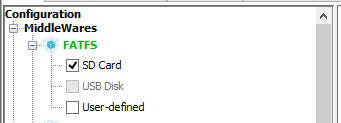 Configuration
MiddleWares
FATFS
SD Card
USB Disk
User-defined